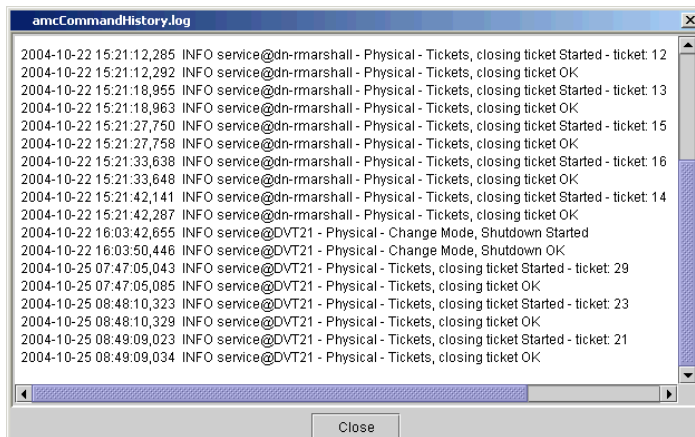 amcCommandHistory.log
2004-10-22 15:21:12,285 INFO service@dn-rmarshall - Physical - Tickets, closing ticket Started - ticket: 12
2004-10-22 15:21:12,292 INFO service@dn-rmarshall - Physical - Tickets, closing ticket OK
2004-10-22 15:21:18,955 INFO service@dn-rmarshall - Physical - Tickets, closing ticket Started - ticket: 13
2004-10-22 15:21:18,963 INFO service@dn-rmarshall - Physical - Tickets, closing ticket OK
2004-10-22 15:21:27,750 INFO service@dn-rmarshall - Physical - Tickets, closing ticket Started - ticket: 15
2004-10-22 15:21:27,758 INFO service@dn-rmarshall - Physical - Tickets, closing ticket OK
2004-10-22 15:21:33,638 INFO service@dn-rmarshall - Physical - Tickets, closing ticket Started - ticket: 16
2004-10-22 15:21:33,648 INFO service@dn-rmarshall - Physical - Tickets, closing ticket OK
2004-10-22 15:21:42,141 INFO service@dn-rmarshall - Physical - Tickets, closing ticket Started - ticket: 14
2004-10-22 15:21:42,287 INFO service@dn-rmarshall - Physical - Tickets, closing ticket OK
2004-10-22 16:03:42,655 INFO service@DVT21 - Physical - Change Mode, Shutdown Started
2004-10-22 16:03:50,446 INFO service@DVT21 - Physical - Change Mode, Shutdown OK
2004-10-25 07:47:05,043 INFO service@DVT21 - Physical - Tickets, closing ticket Started - ticket: 29
2004-10-25 07:47:05,085 INFO service@DVT21 - Physical - Tickets, closing ticket OK
2004-10-25 08:48:10,323 INFO service@DVT21 - Physical - Tickets, closing ticket Started - ticket: 23
2004-10-25 08:48:10,329 INFO service@DVT21 - Physical - Tickets, closing ticket OK
2004-10-25 08:49:09,023 INFO service@DVT21 - Physical - Tickets, closing ticket Started - ticket: 21
2004-10-25 08:49:09,034 INFO service@DVT21 - Physical - Tickets, closing ticket OK
Close